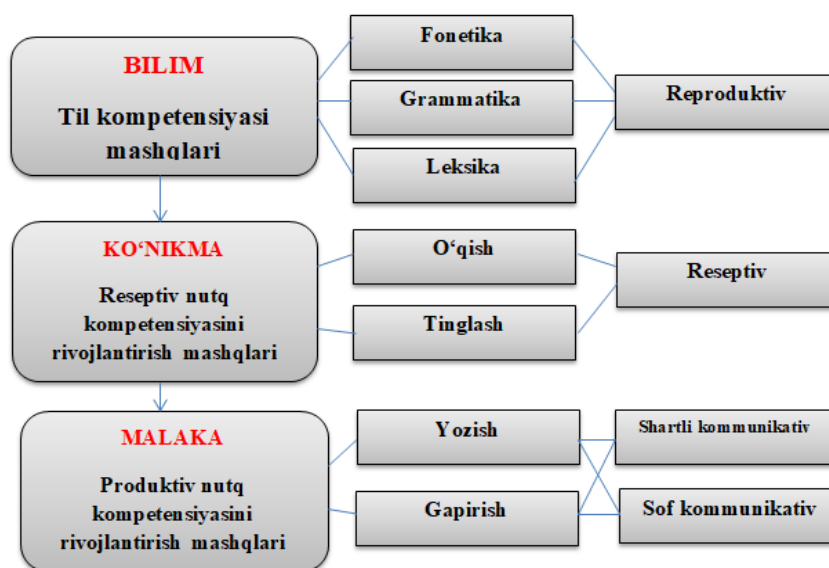 BILIM
Til kompetensiyasi
mashqlari
Fonetika
Grammatika
Leksika
Reproduktiv
KO‘NIKMA
Reseptiv nutq
kompetensiyasini
rivojlantirish mashqlari
O‘qish
Tinglash
Reseptiv
MALAKA
Produktiv nutq
kompetensiyasini
rivojlantirish mashqlari
Yozish
Gapirish
Shartli kommunikativ
Sof kommunikativ